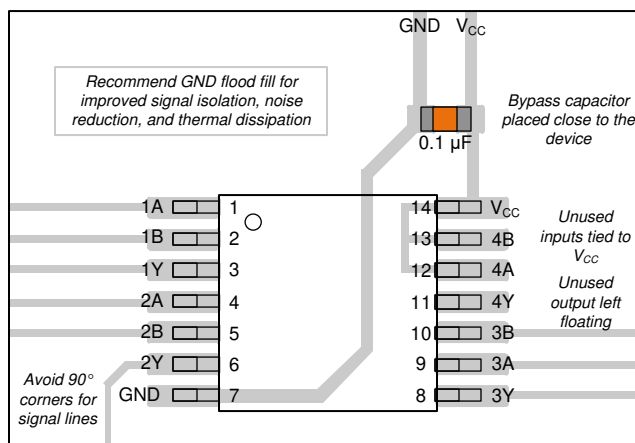 GND V_CC
Recommend GND flood fill for
improved signal isolation, noise
reduction, and thermal dissipation
Bypass capacitor
placed close to the
device
0.1 µF
1A 1 14 V_CC
1B 2 13 4B
1Y 3 12 4A
2A 4 11 4Y
2B 5 10 3B
2Y 6 9 3A
GND 7 8 3Y
Unused
inputs tied to
V_CC
Unused
output left
floating
Avoid 90°
corners for
signal lines